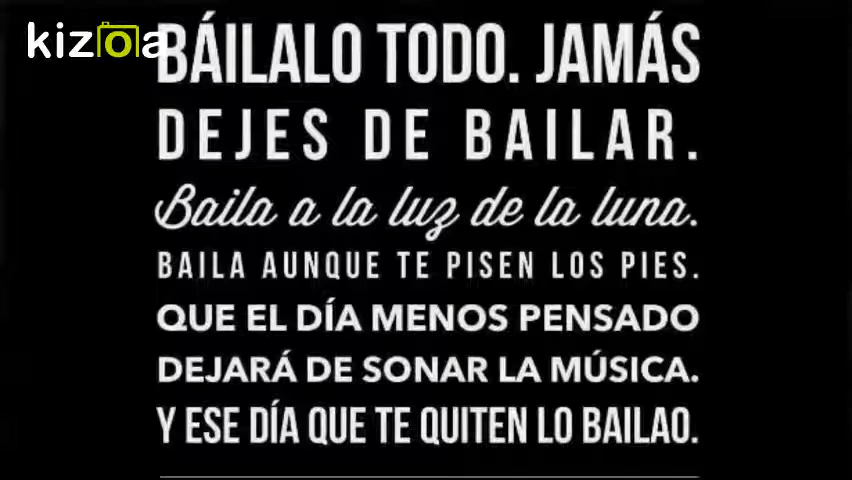 kizoa
BÁILALO TODO. JAMÁS
DEJES DE BAILAR.
Baila a la luz de la luna.
BAILA AUNQUE TE PISEN LOS PIES.
QUE EL DÍA MENOS PENSADO
DEJARÁ DE SONAR LA MÚSICA.
Y ESE DÍA QUE TE QUITEN LO BAILAO.